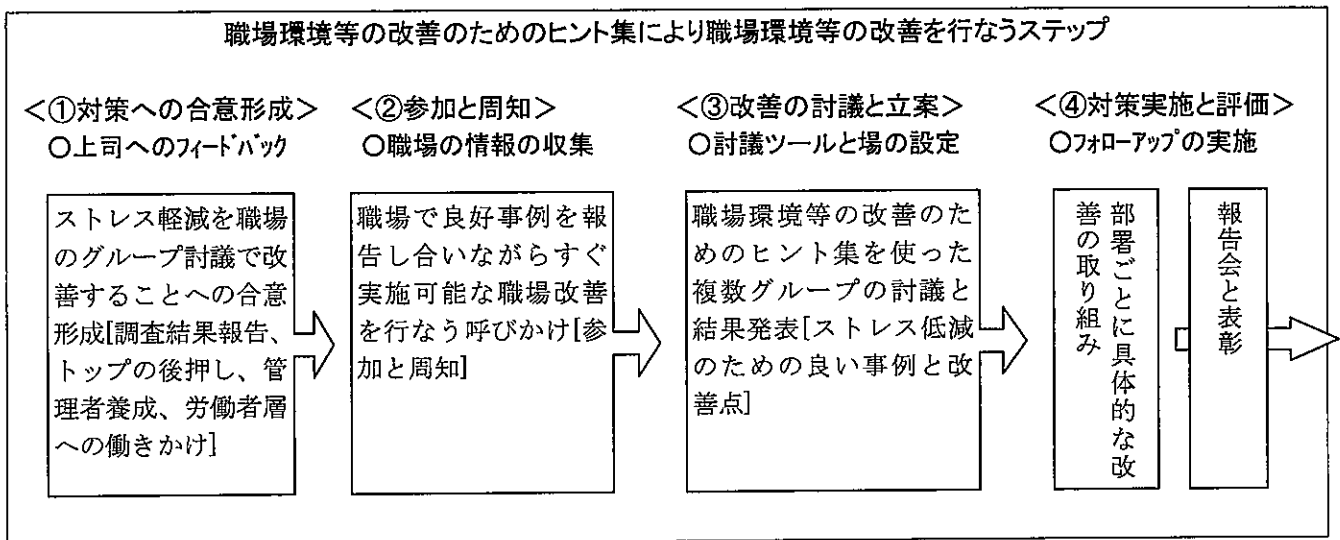 職場環境等の改善のためのヒント集により職場環境等の改善を行なうステップ
＜①対策への合意形成＞
○上司へのフィードバック
ストレス軽減を職場
のグループ討議で改
善することへの合意
形成[調査結果報告、
トップの後押し、管
理者養成、労働者層
への働きかけ]
＜②参加と周知＞
○職場の情報の収集
職場で良好事例を報
告し合いながらすぐ
実施可能な職場改善
を行なう呼びかけ[参
加と周知]
＜③改善の討議と立案＞
○討議ツールと場の設定
職場環境等の改善のた
めのヒント集を使った
複数グループの討議と
結果発表[ストレス低減
のための良い事例と改
善点]
＜④対策実施と評価＞
○フォローアップの実施
部署ごとに具体的な改
善の取り組み
報告会と表彰